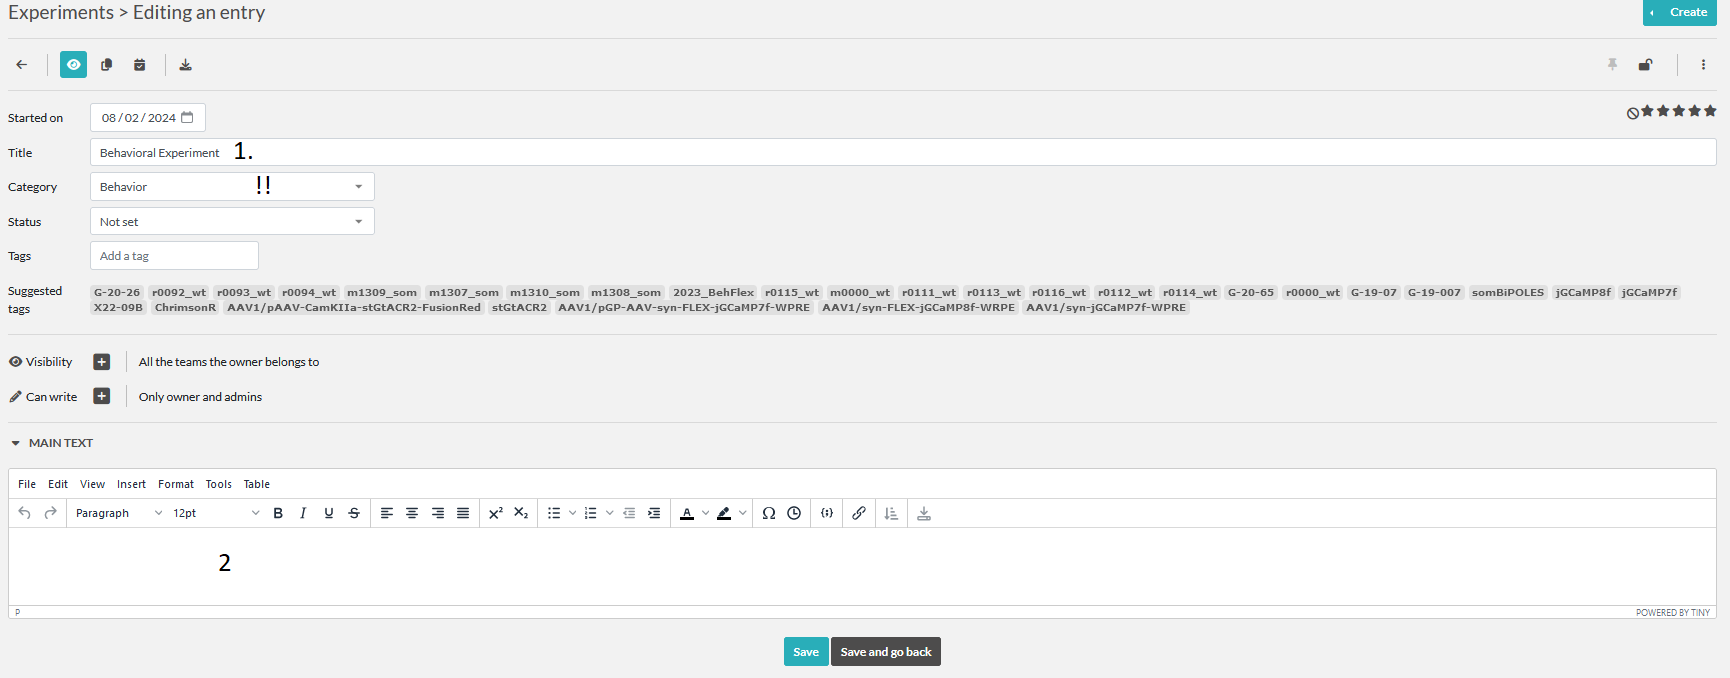 Experiments > Editing an entry
Create
Started on 08 / 02 / 2024
Title Behavioral Experiment 1.
Category Behavior !!
Status Not set
Tags Add a tag
Suggested tags G-20-26 r0092_wt r0093_wt r0094_wt m1309_som m1307_som m1310_som m1308_som 2023_BehFlex r0115_wt m0000_wt r0111_wt r0113_wt r0116_wt r0112_wt r0114_wt G-20-65 r0000_wt G-19-07 G-19-007 somBiPOLES jGCaMP8f jGCaMP7f
X22-09B ChrimsonR AAV1/pAAV-CamKIIa-stGtACR2-FusionRed stGtACR2 AAV1/pGP-AAV-syn-FLEX-jGCaMP7f-WPRE AAV1/syn-FLEX-jGCaMP8f-WRPE AAV1/syn-jGCaMP7f-WPRE
Visibility + All the teams the owner belongs to
Can write + Only owner and admins
MAIN TEXT
File Edit View Insert Format Tools Table
Paragraph 12pt B I U S X² X₂ A Ω
2
P POWERED BY TINY
Save Save and go back